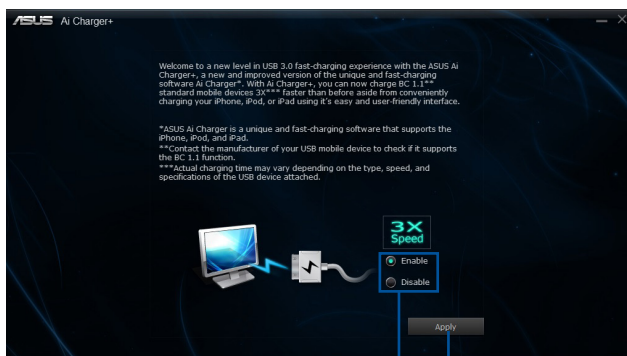 ASUS Ai Charger+
Welcome to a new level in USB 3.0 fast-charging experience with the ASUS Ai
Charger+, a new and improved version of the unique and fast-charging
software Ai Charger*. With Ai Charger+, you can now charge BC 1.1**
standard mobile devices 3X*** faster than before aside from conveniently
charging your iPhone, iPod, or iPad using it's easy and user-friendly interface.
*ASUS Ai Charger is a unique and fast-charging software that supports the
iPhone, iPod, and iPad.
**Contact the manufacturer of your USB mobile device to check if it supports
the BC 1.1 function.
***Actual charging time may vary depending on the type, speed, and
specifications of the USB device attached.
3X
Speed
Enable
Disable
Apply